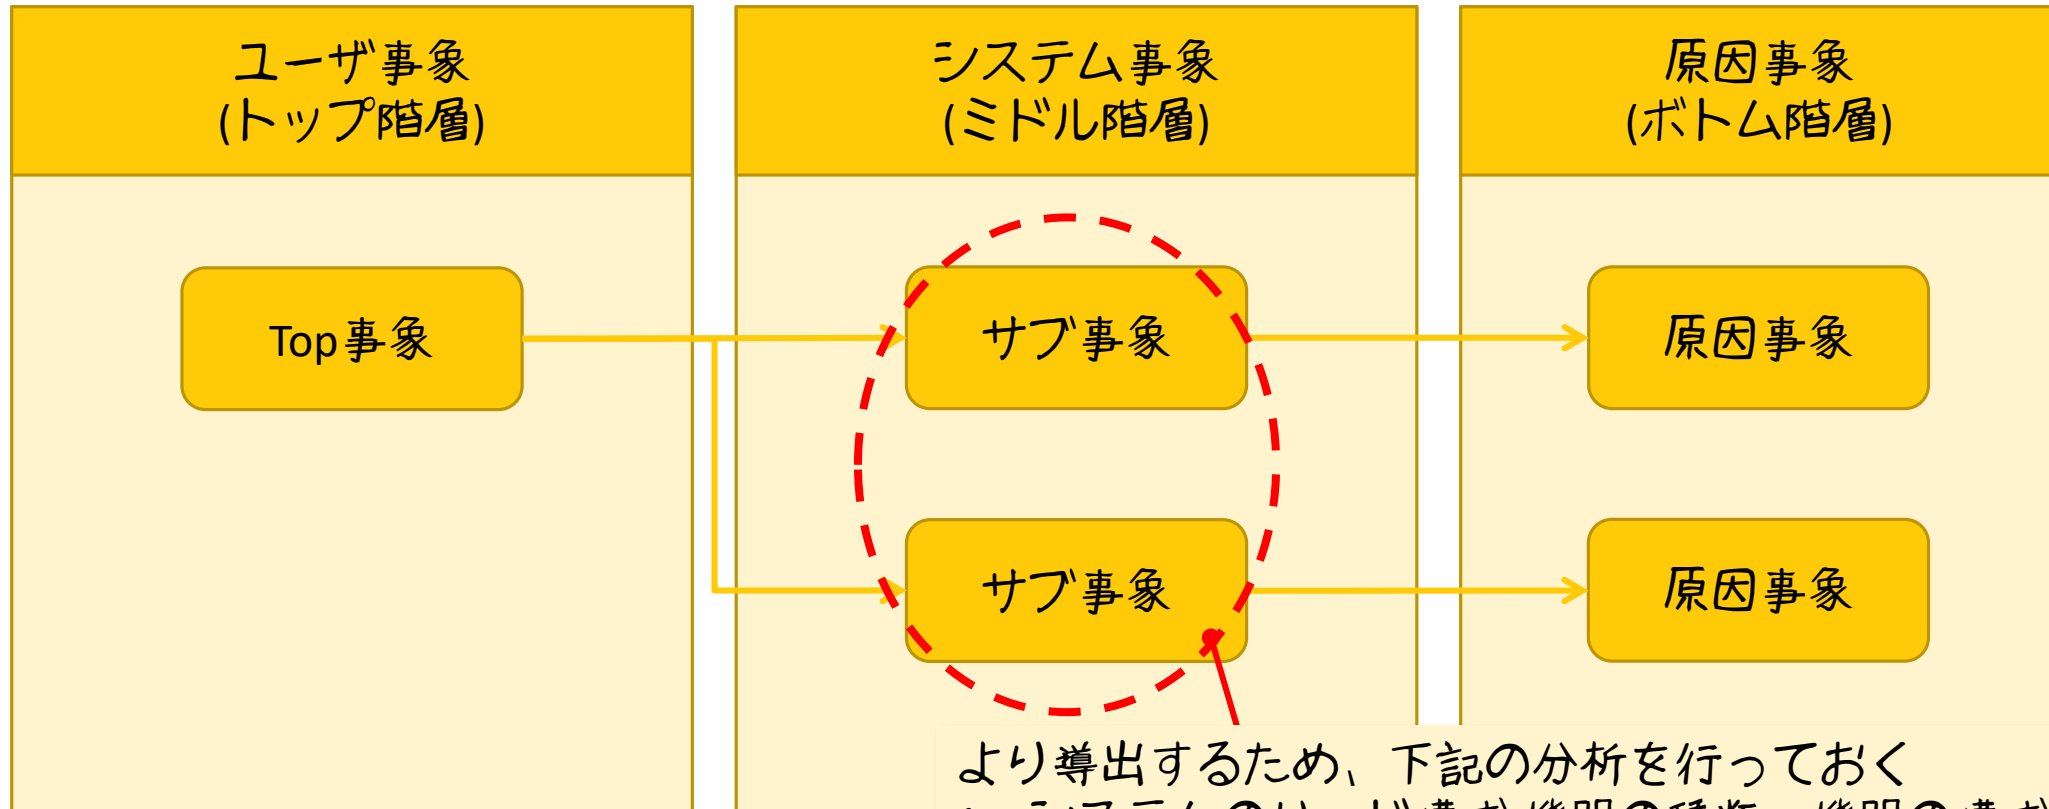 ユーザ事象
(トップ階層)
システム事象
(ミドル階層)
原因事象
(ボトム階層)
Top事象
サブ事象
原因事象
サブ事象
原因事象
より導出するため、下記の分析を行っておく